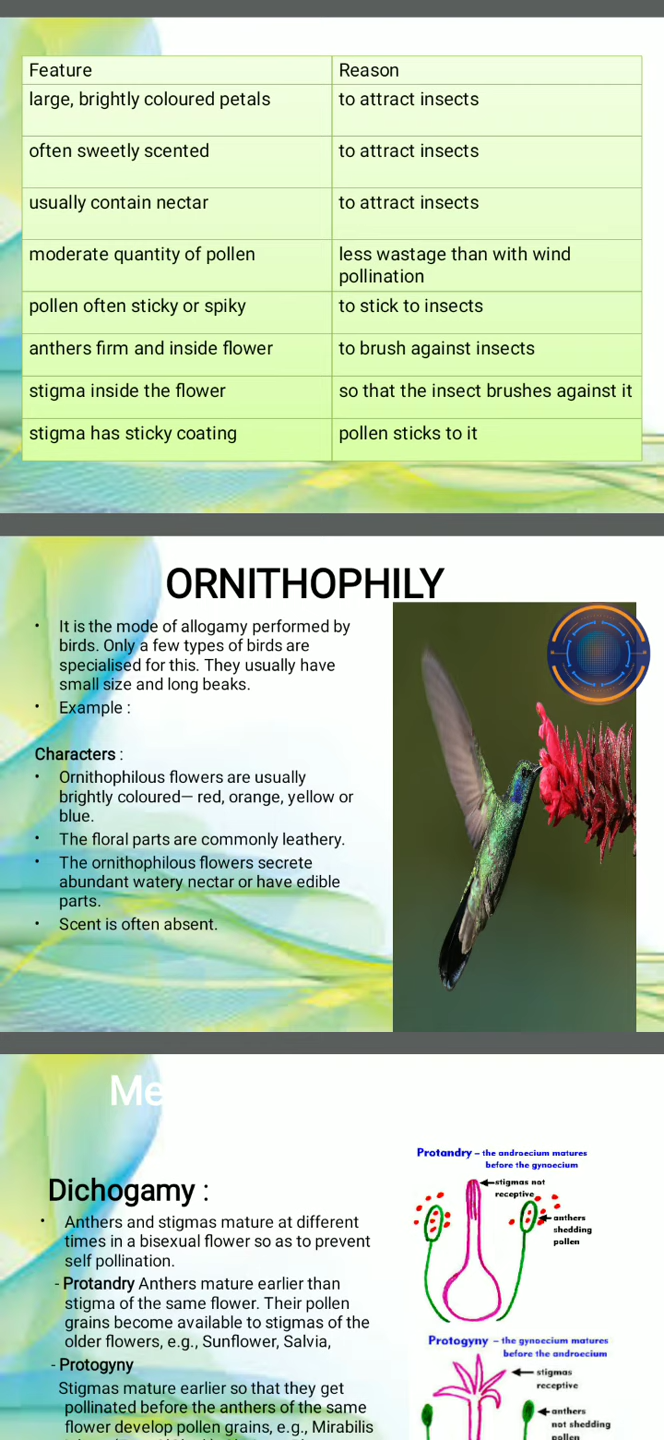 Feature Reason
large, brightly coloured petals to attract insects
often sweetly scented to attract insects
usually contain nectar to attract insects
moderate quantity of pollen less wastage than with wind
pollination
pollen often sticky or spiky to stick to insects
anthers firm and inside flower to brush against insects
stigma inside the flower so that the insect brushes against it
stigma has sticky coating pollen sticks to it
ORNITHOPHILY
• It is the mode of allogamy performed by
birds. Only a few types of birds are
specialised for this. They usually have
small size and long beaks.
• Example :
Characters :
• Ornithophilous flowers are usually
brightly coloured— red, orange, yellow or
blue.
• The floral parts are commonly leathery.
• The ornithophilous flowers secrete
abundant watery nectar or have edible
parts.
• Scent is often absent.
Me
Dichogamy :
• Anthers and stigmas mature at different
times in a bisexual flower so as to prevent
self pollination.
- Protandry Anthers mature earlier than
stigma of the same flower. Their pollen
grains become available to stigmas of the
older flowers, e.g., Sunflower, Salvia,
- Protogyny
Stigmas mature earlier so that they get
pollinated before the anthers of the same
flower develop pollen grains, e.g., Mirabilis
Protandry – the androecium matures
before the gynoecium
stigmas not
receptive
anthers
shedding
pollen
Protogyny – the gynoecium matures
before the androecium
stigmas
receptive
anthers
not shedding
pollen